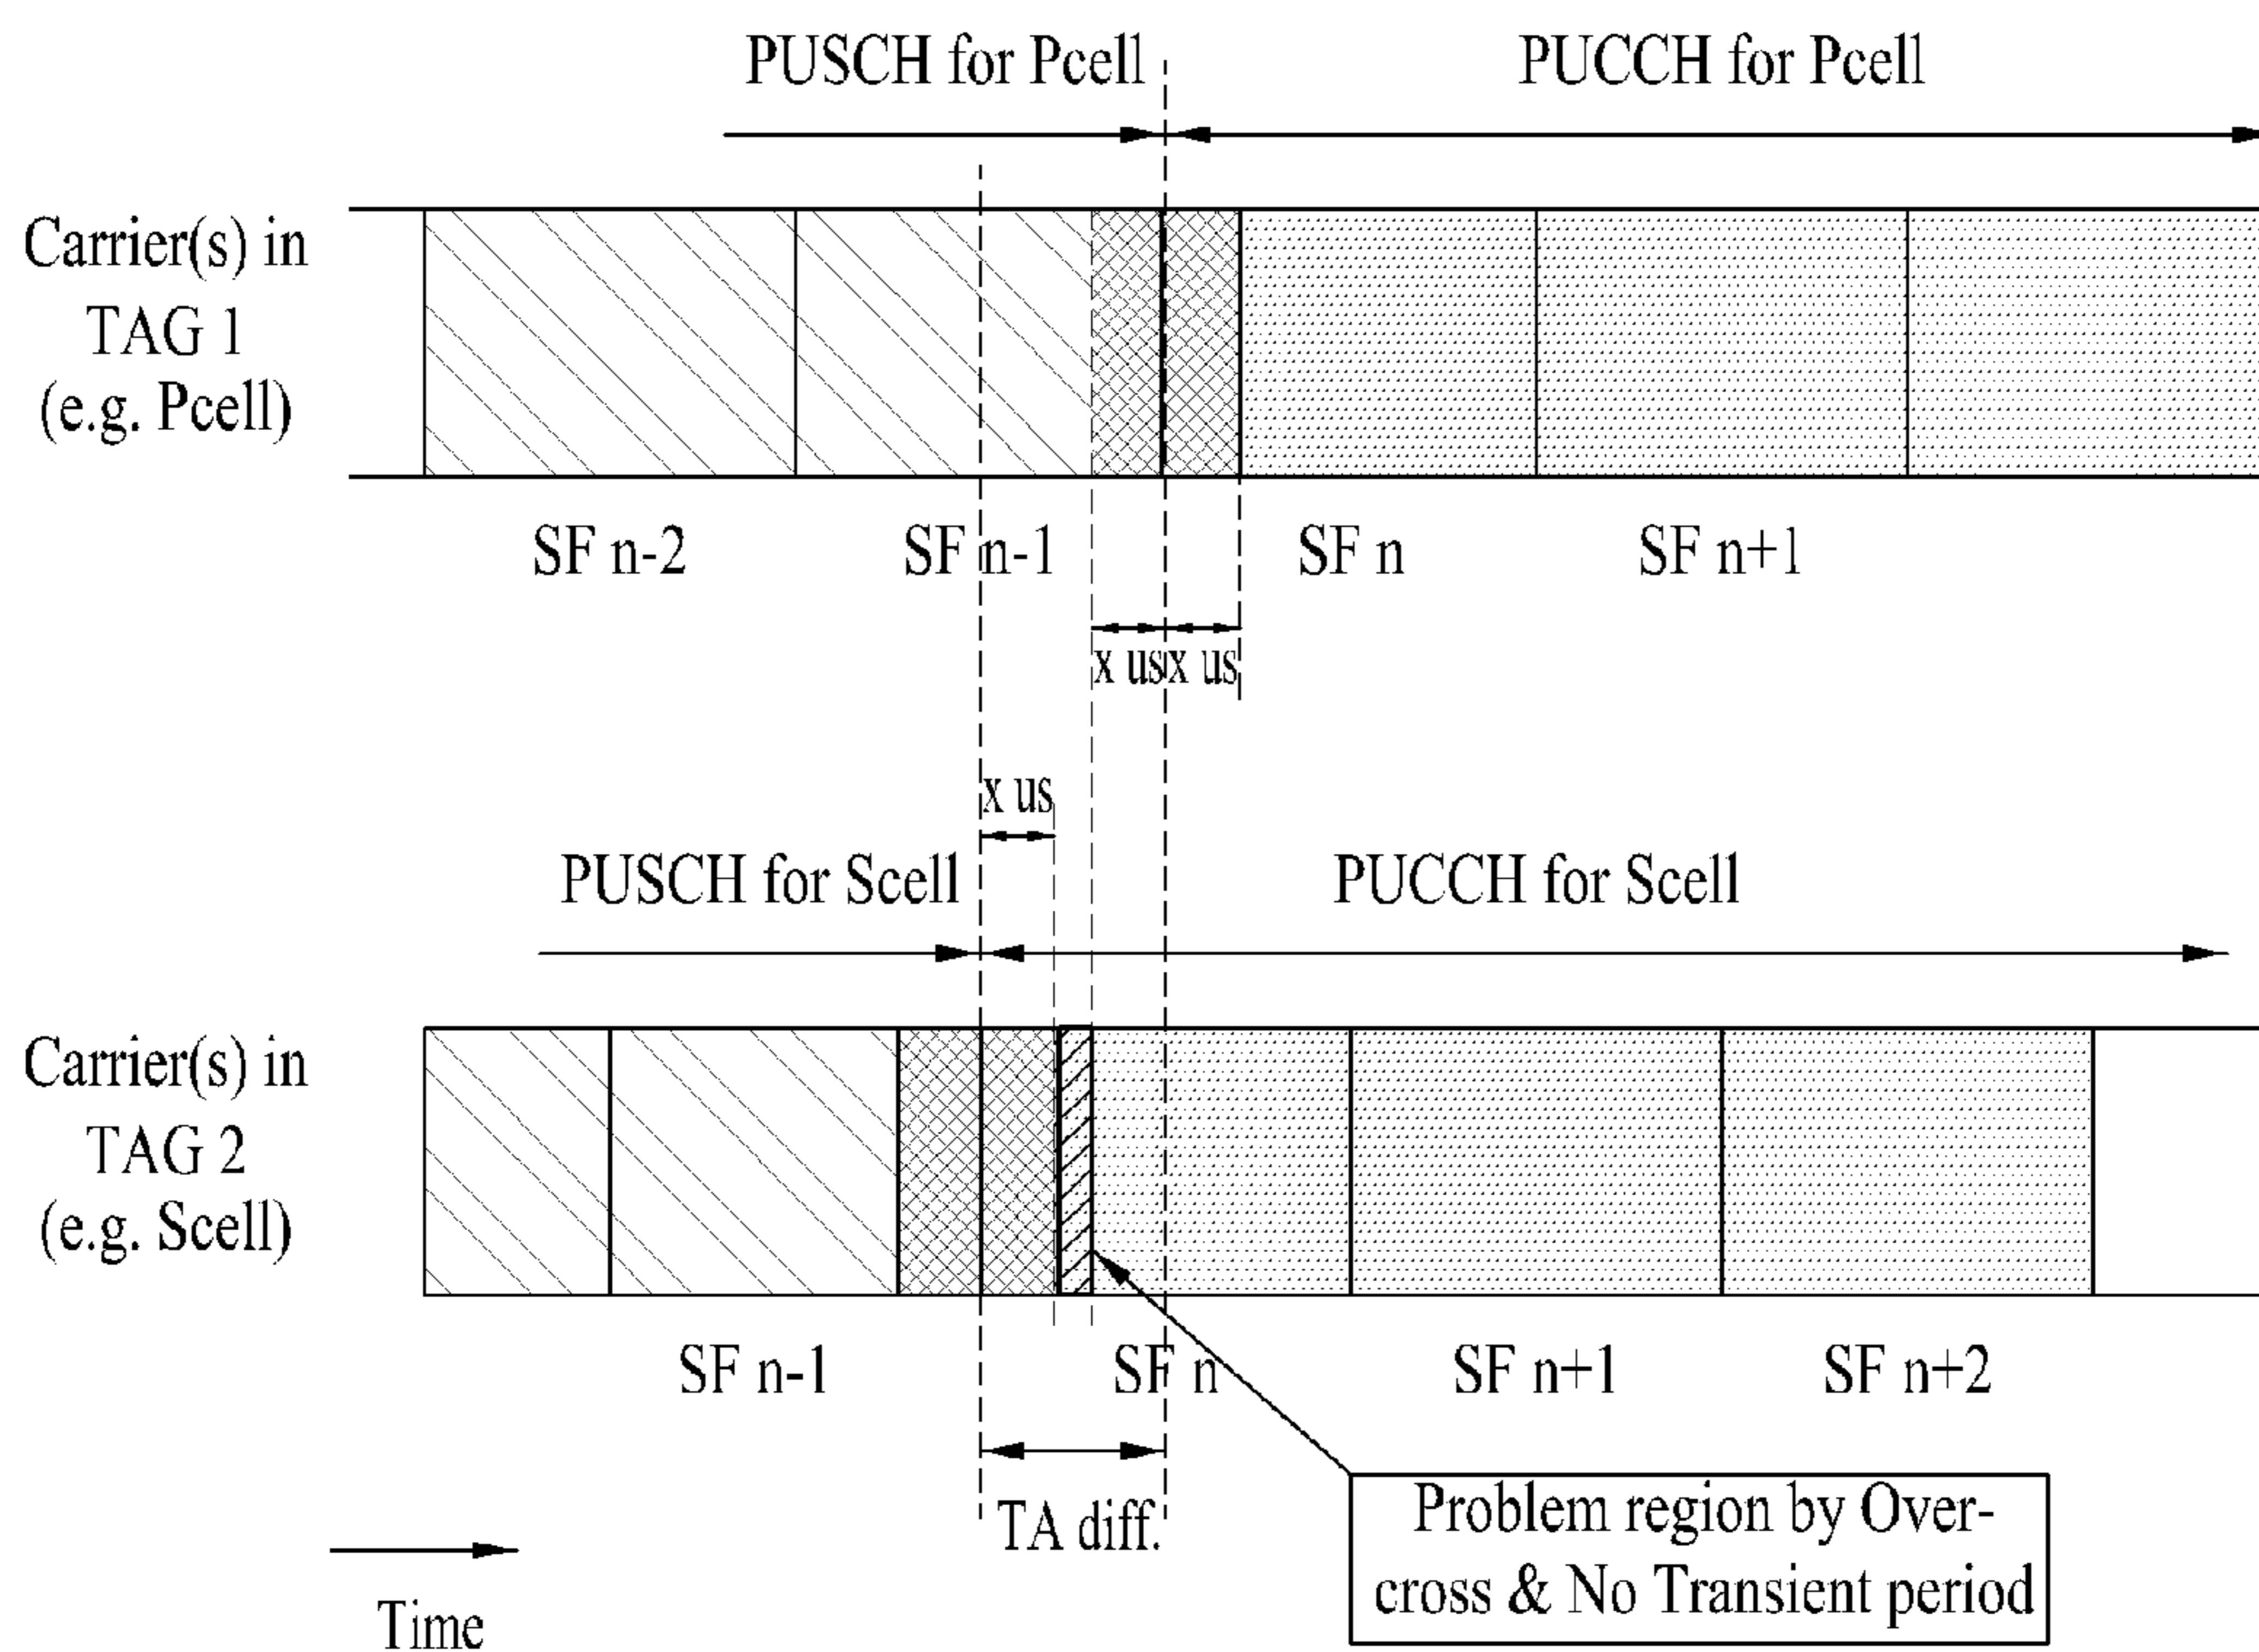 PUSCH for Pcell
PUCCH for Pcell
Carrier(s) in
TAG 1
(e.g. Pcell)
SF n-2
SF n-1
SF n
SF n+1
x us
x us
x us
PUSCH for Scell
PUCCH for Scell
Carrier(s) in
TAG 2
(e.g. Scell)
SF n-1
SF n
SF n+1
SF n+2
TA diff.
Problem region by Over-
cross & No Transient period
Time